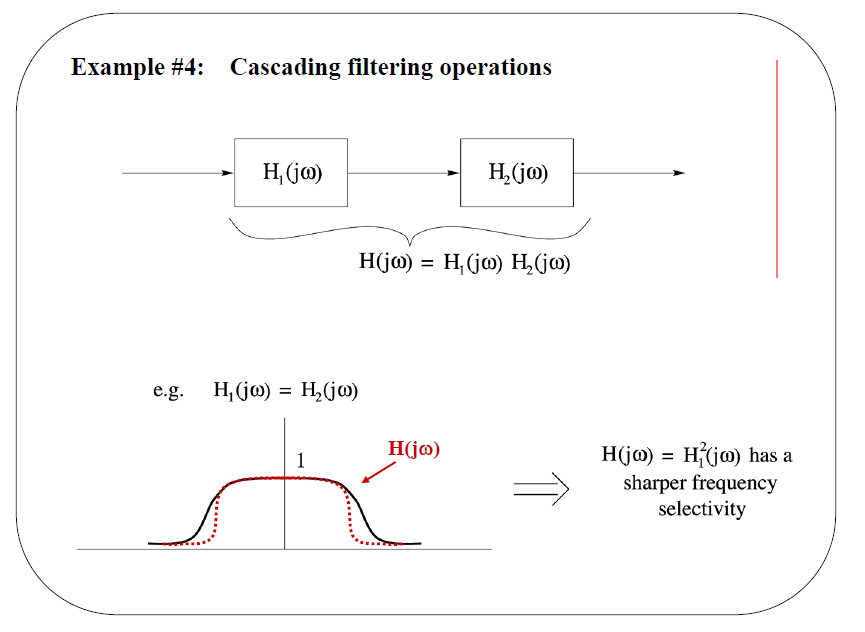 Example #4: Cascading filtering operations
H₁(jω) H₂(jω)
H(jω) = H₁(jω) H₂(jω)
e.g. H₁(jω) = H₂(jω)
1
H(jω)
H(jω) = H₁²(jω) has a
sharper frequency
selectivity